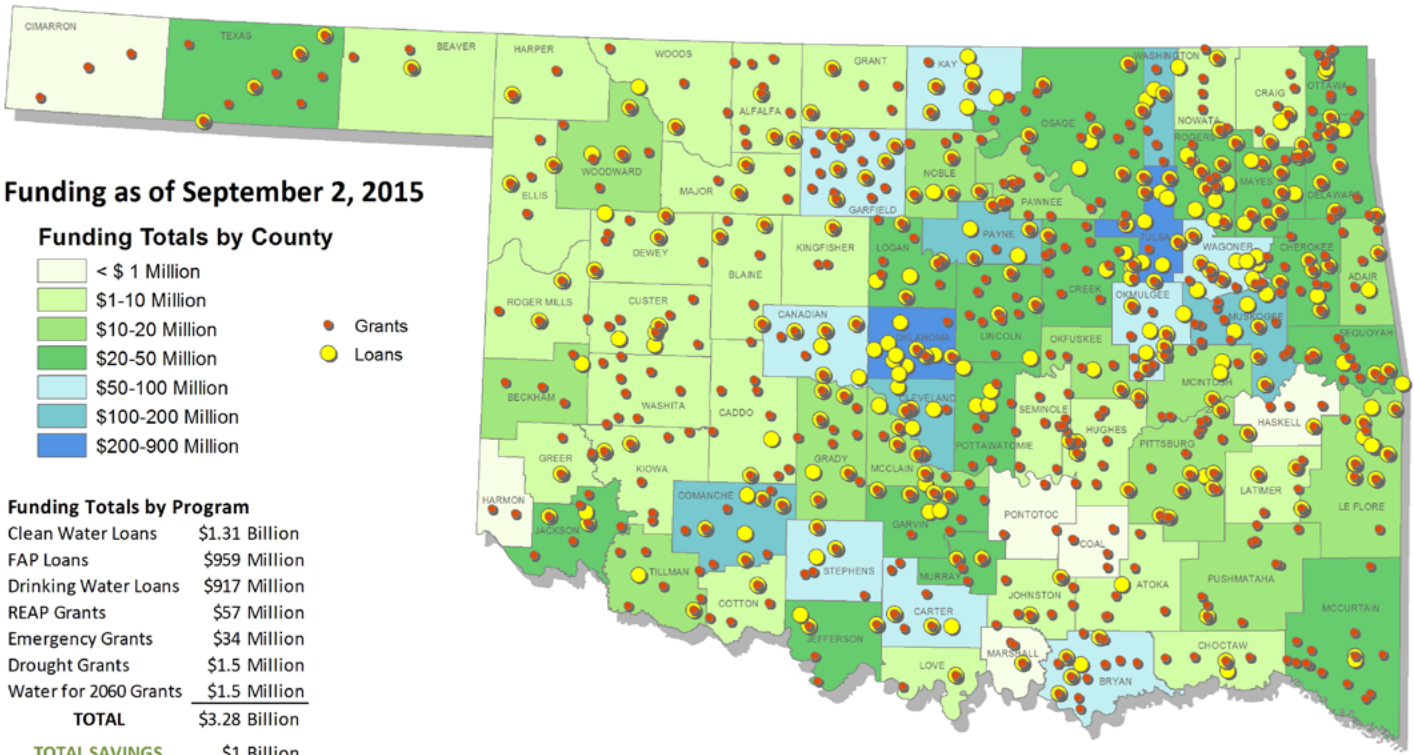 CIMARRON
TEXAS
BEAVER
HARPER
WOODS
ALFALFA
GRANT
KAY
OSAGE
WASHINGTON
NOWATA
CRAIG
OTTAWA
ROGERS
MAYES
DELAWARE
ELLIS
WOODWARD
MAJOR
GARFIELD
NOBLE
PAWNEE
TULSA
WAGONER
CHEROKEE
ADAIR
DEWEY
BLAINE
KINGFISHER
LOGAN
PAYNE
CREEK
OKMULGEE
MUSKOGEE
SEQUOYAH
ROGER MILLS
CUSTER
CANADIAN
OKLAHOMA
LINCOLN
OKFUSKEE
MCINTOSH
HASKELL
BECKHAM
WASHITA
CADDO
CLEVELAND
POTTAWATOMIE
SEMINOLE
HUGHES
PITTSBURG
LATIMER
LE FLORE
GREER
KIOWA
GRADY
MCCLAIN
HARMON
JACKSON
COMANCHE
GARVIN
PONTOTOC
COAL
TILLMAN
COTTON
STEPHENS
MURRAY
JOHNSTON
ATOKA
PUSHMATAHA
MCCURTAIN
JEFFERSON
CARTER
LOVE
MARSHALL
BRYAN
CHOCTAW
Funding as of September 2, 2015
Funding Totals by County
< $ 1 Million
$1-10 Million
$10-20 Million
$20-50 Million
$50-100 Million
$100-200 Million
$200-900 Million
Grants
Loans
Funding Totals by Program
Clean Water Loans $1.31 Billion
FAP Loans $959 Million
Drinking Water Loans $917 Million
REAP Grants $57 Million
Emergency Grants $34 Million
Drought Grants $1.5 Million
Water for 2060 Grants $1.5 Million
TOTAL $3.28 Billion
TOTAL SAVINGS $1 Billion